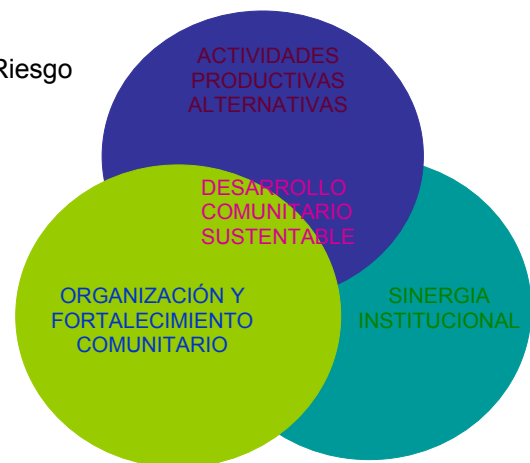 Riesgo
ACTIVIDADES
PRODUCTIVAS
ALTERNATIVAS
DESARROLLO
COMUNITARIO
SUSTENTABLE
ORGANIZACIÓN Y
FORTALECIMIENTO
COMUNITARIO
SINERGIA
INSTITUCIONAL